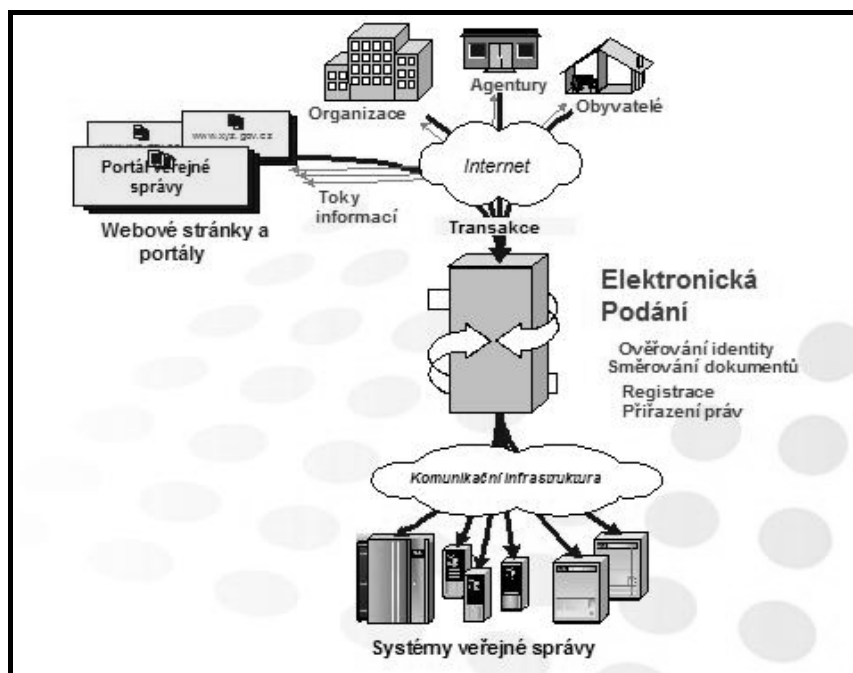 Organizace
Agentury
Obyvatelé
www.xyz.gov.cz
Portál veřejné
správy
Internet
Toky
informací
Webové stránky a
portály
Transakce
Elektronická
Podání
Ověřování identity
Směrování dokumentů
Registrace
Přiřazení práv
Komunikační infrastruktura
Systémy veřejné správy